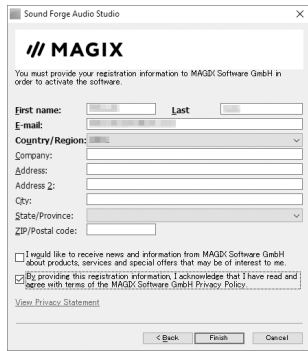 Sound Forge Audio Studio
MAGIX
You must provide your registration information to MAGIX Software GmbH in
order to activate the software.
First name: Last
E-mail:
Country/Region:
Company:
Address:
Address 2:
City:
State/Province:
ZIP/Postal code:
I would like to receive news and information from MAGIX Software GmbH
about products, services and special offers that may be of interest to me.
By providing this registration information, I acknowledge that I have read and
agree with terms of the MAGIX Software GmbH Privacy Policy.
View Privacy Statement
< Back Finish Cancel